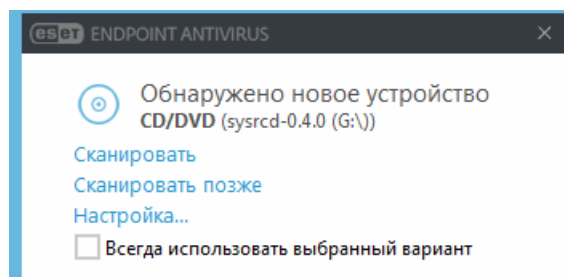 eset ENDPOINT ANTIVIRUS
Обнаружено новое устройство
CD/DVD (sysrcd-0.4.0 (G:\))
Сканировать
Сканировать позже
Настройка...
Всегда использовать выбранный вариант